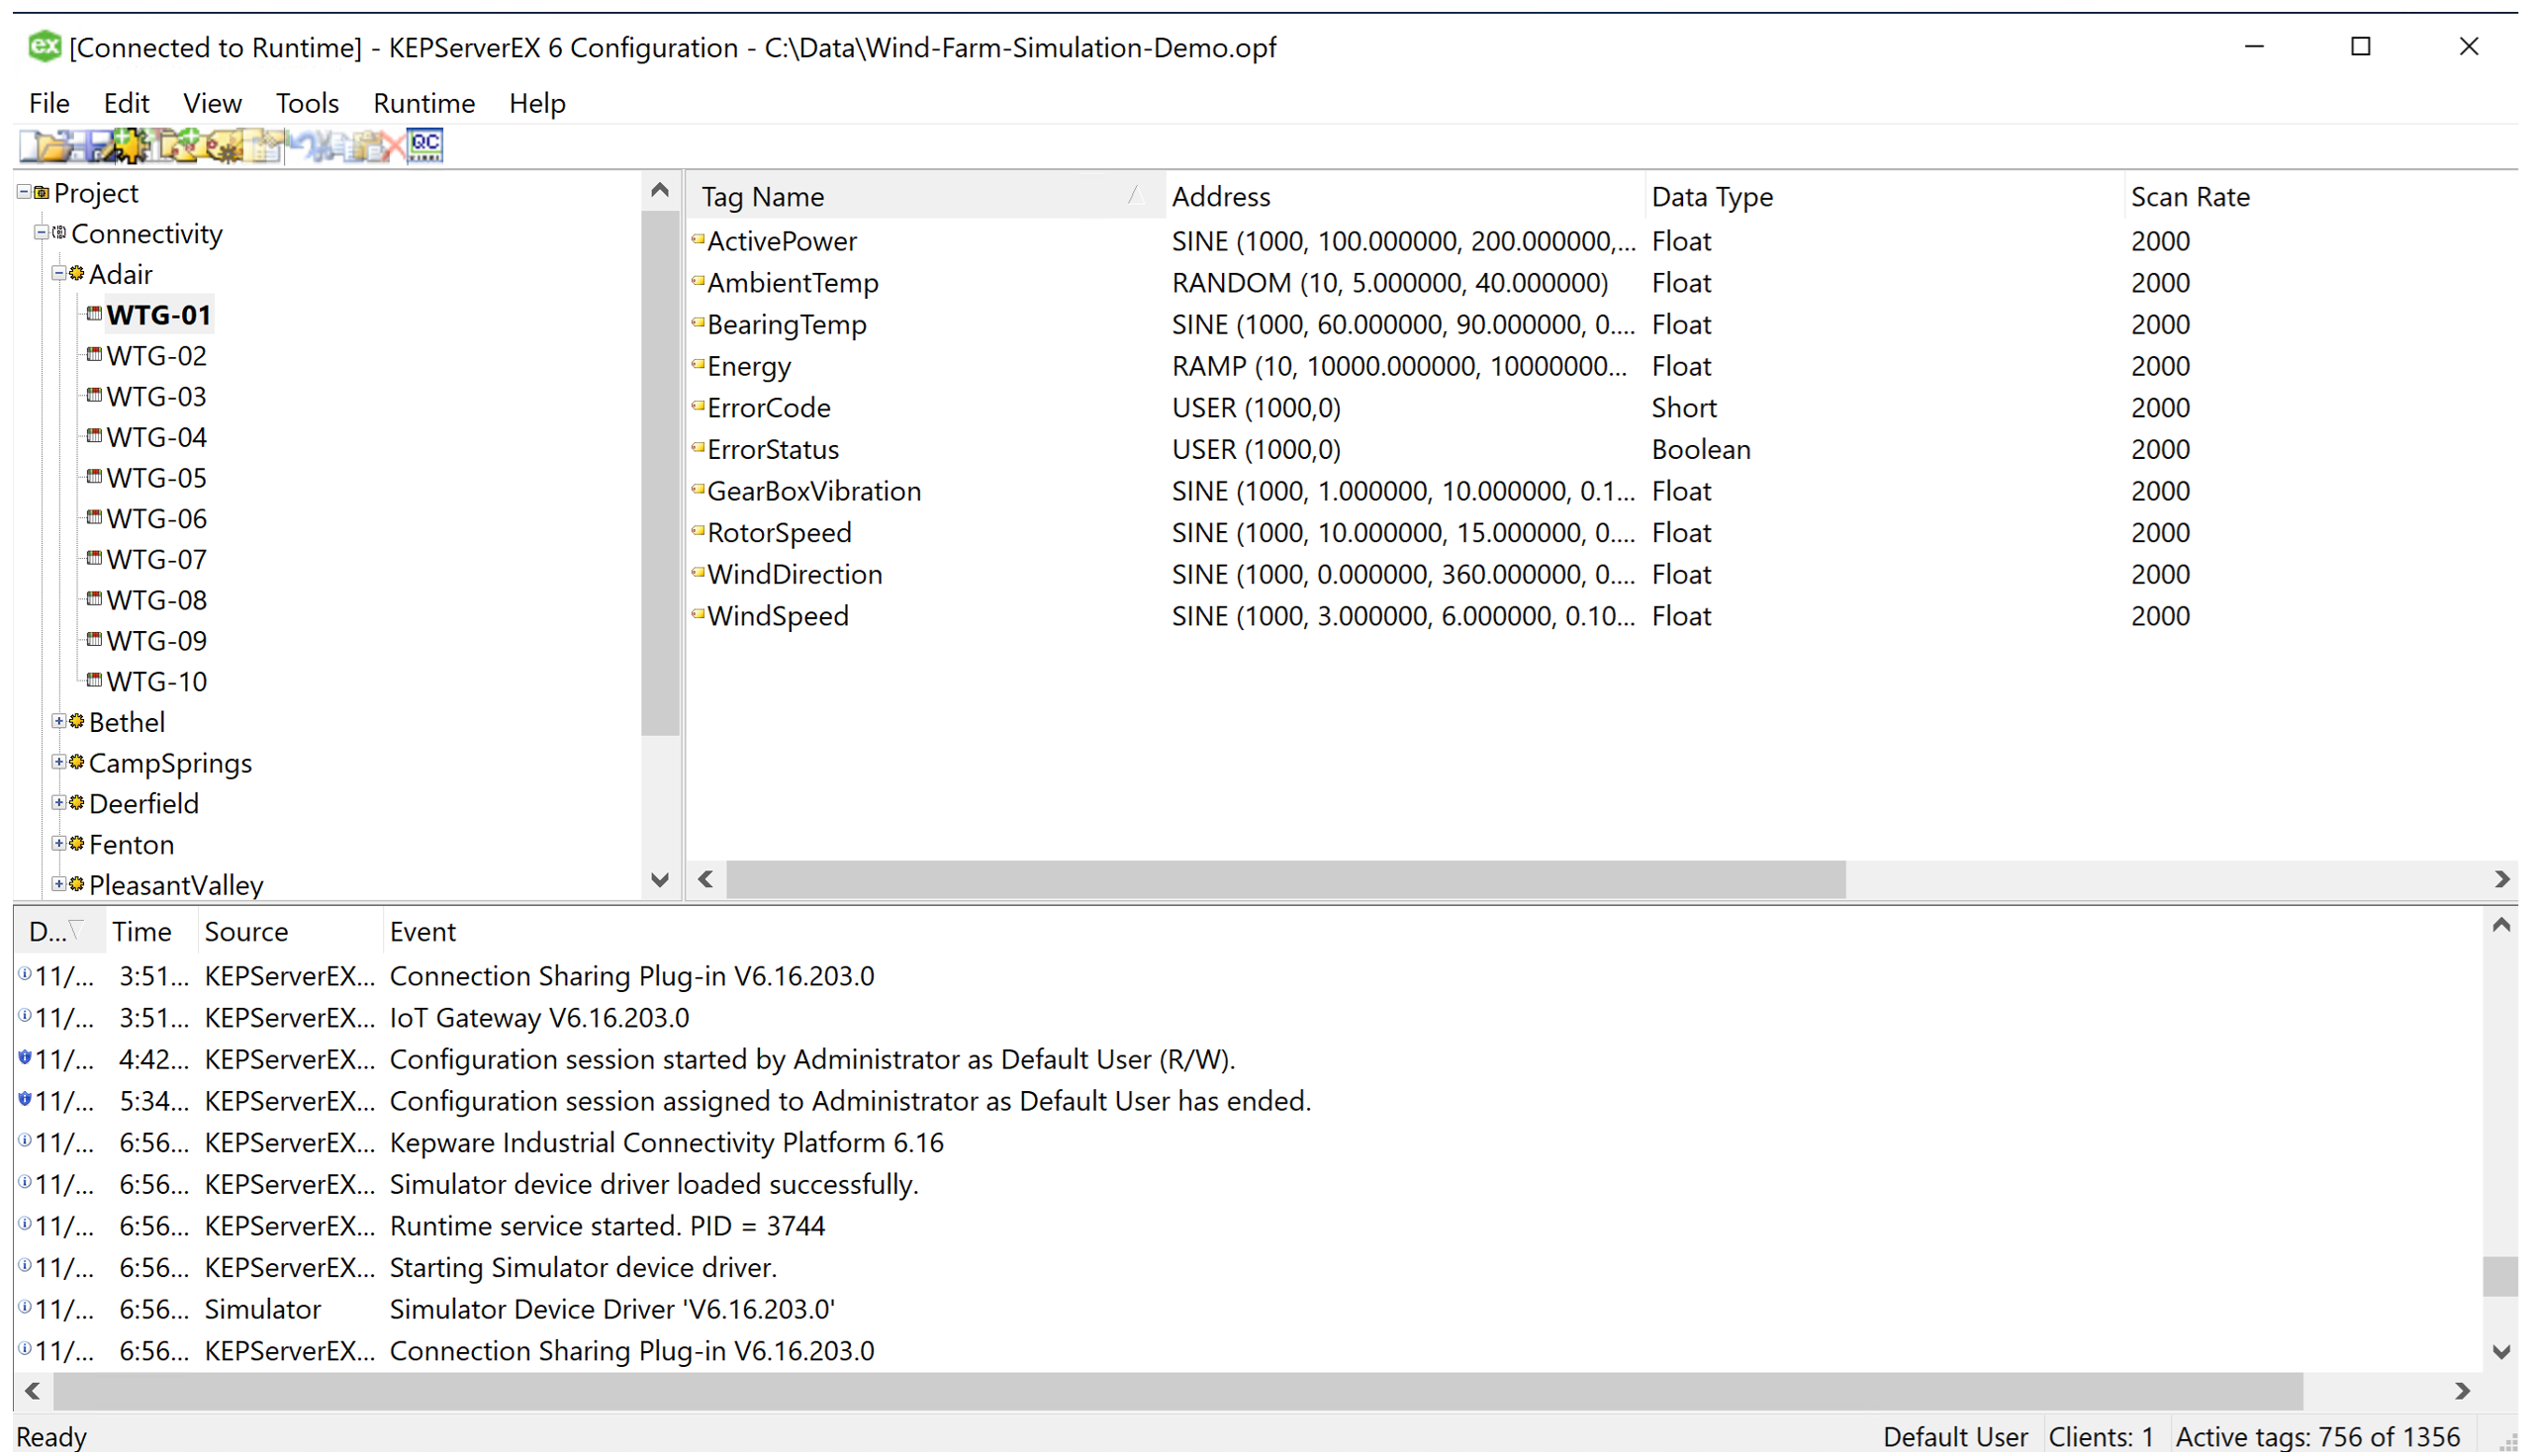 ex [Connected to Runtime] - KEPServerEX 6 Configuration - C:\Data\Wind-Farm-Simulation-Demo.opf
File Edit View Tools Runtime Help
QC
Project
Connectivity
Adair
WTG-01
WTG-02
WTG-03
WTG-04
WTG-05
WTG-06
WTG-07
WTG-08
WTG-09
WTG-10
Bethel
CampSprings
Deerfield
Fenton
PleasantValley
Tag Name Address Data Type Scan Rate
ActivePower SINE (1000, 100.000000, 200.000000,... Float 2000
AmbientTemp RANDOM (10, 5.000000, 40.000000) Float 2000
BearingTemp SINE (1000, 60.000000, 90.000000, 0.... Float 2000
Energy RAMP (10, 10000.000000, 10000000... Float 2000
ErrorCode USER (1000,0) Short 2000
ErrorStatus USER (1000,0) Boolean 2000
GearBoxVibration SINE (1000, 1.000000, 10.000000, 0.1... Float 2000
RotorSpeed SINE (1000, 10.000000, 15.000000, 0.... Float 2000
WindDirection SINE (1000, 0.000000, 360.000000, 0.... Float 2000
WindSpeed SINE (1000, 3.000000, 6.000000, 0.10... Float 2000
D... Time Source Event
11/... 3:51... KEPServerEX... Connection Sharing Plug-in V6.16.203.0
11/... 3:51... KEPServerEX... IoT Gateway V6.16.203.0
11/... 4:42... KEPServerEX... Configuration session started by Administrator as Default User (R/W).
11/... 5:34... KEPServerEX... Configuration session assigned to Administrator as Default User has ended.
11/... 6:56... KEPServerEX... Kepware Industrial Connectivity Platform 6.16
11/... 6:56... KEPServerEX... Simulator device driver loaded successfully.
11/... 6:56... KEPServerEX... Runtime service started. PID = 3744
11/... 6:56... KEPServerEX... Starting Simulator device driver.
11/... 6:56... Simulator Simulator Device Driver 'V6.16.203.0'
11/... 6:56... KEPServerEX... Connection Sharing Plug-in V6.16.203.0
Ready Default User Clients: 1 Active tags: 756 of 1356